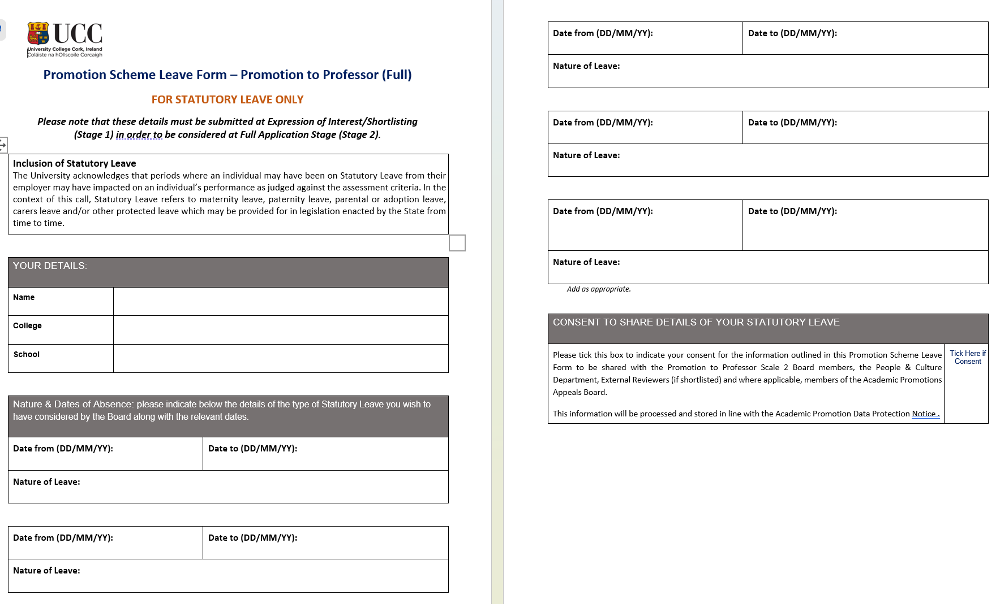 UCC
University College Cork, Ireland
Coláiste na hOllscoile Corcaigh
Promotion Scheme Leave Form – Promotion to Professor (Full)
FOR STATUTORY LEAVE ONLY
Please note that these details must be submitted at Expression of Interest/Shortlisting
(Stage 1) in order to be considered at Full Application Stage (Stage 2).
Inclusion of Statutory Leave
The University acknowledges that periods where an individual may have been on Statutory Leave from their
employer may have impacted on an individual’s performance as judged against the assessment criteria. In the
context of this call, Statutory Leave refers to maternity leave, paternity leave, parental or adoption leave,
carers leave and/or other protected leave which may be provided for in legislation enacted by the State from
time to time.
YOUR DETAILS:
Name
College
School
Nature & Dates of Absence: please indicate below the details of the type of Statutory Leave you wish to
have considered by the Board along with the relevant dates.
Date from (DD/MM/YY): Date to (DD/MM/YY):
Nature of Leave:
Date from (DD/MM/YY): Date to (DD/MM/YY):
Nature of Leave:
Date from (DD/MM/YY): Date to (DD/MM/YY):
Nature of Leave:
Date from (DD/MM/YY): Date to (DD/MM/YY):
Nature of Leave:
Date from (DD/MM/YY): Date to (DD/MM/YY):
Nature of Leave:
Add as appropriate.
CONSENT TO SHARE DETAILS OF YOUR STATUTORY LEAVE
Please tick this box to indicate your consent for the information outlined in this Promotion Scheme Leave
Form to be shared with the Promotion to Professor Scale 2 Board members, the People & Culture
Department, External Reviewers (if shortlisted) and where applicable, members of the Academic Promotions
Appeals Board.
This information will be processed and stored in line with the Academic Promotion Data Protection Notice .
Tick Here if
Consent